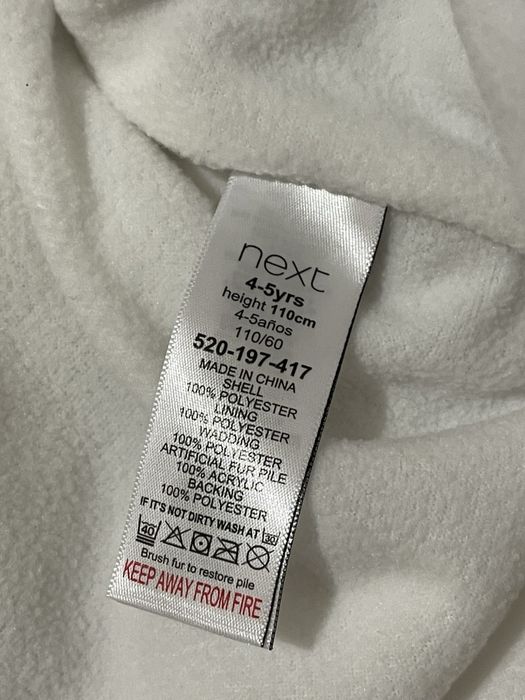 next
4-5yrs
height 110cm
4-5años
110/60
520-197-417
MADE IN CHINA
SHELL
100% POLYESTER
LINING
100% POLYESTER
WADDING
100% POLYESTER
ARTIFICIAL FUR PILE
100% ACRYLIC
BACKING
100% POLYESTER
IF IT'S NOT DIRTY WASH AT 30
40
Brush fur to restore pile
KEEP AWAY FROM FIRE